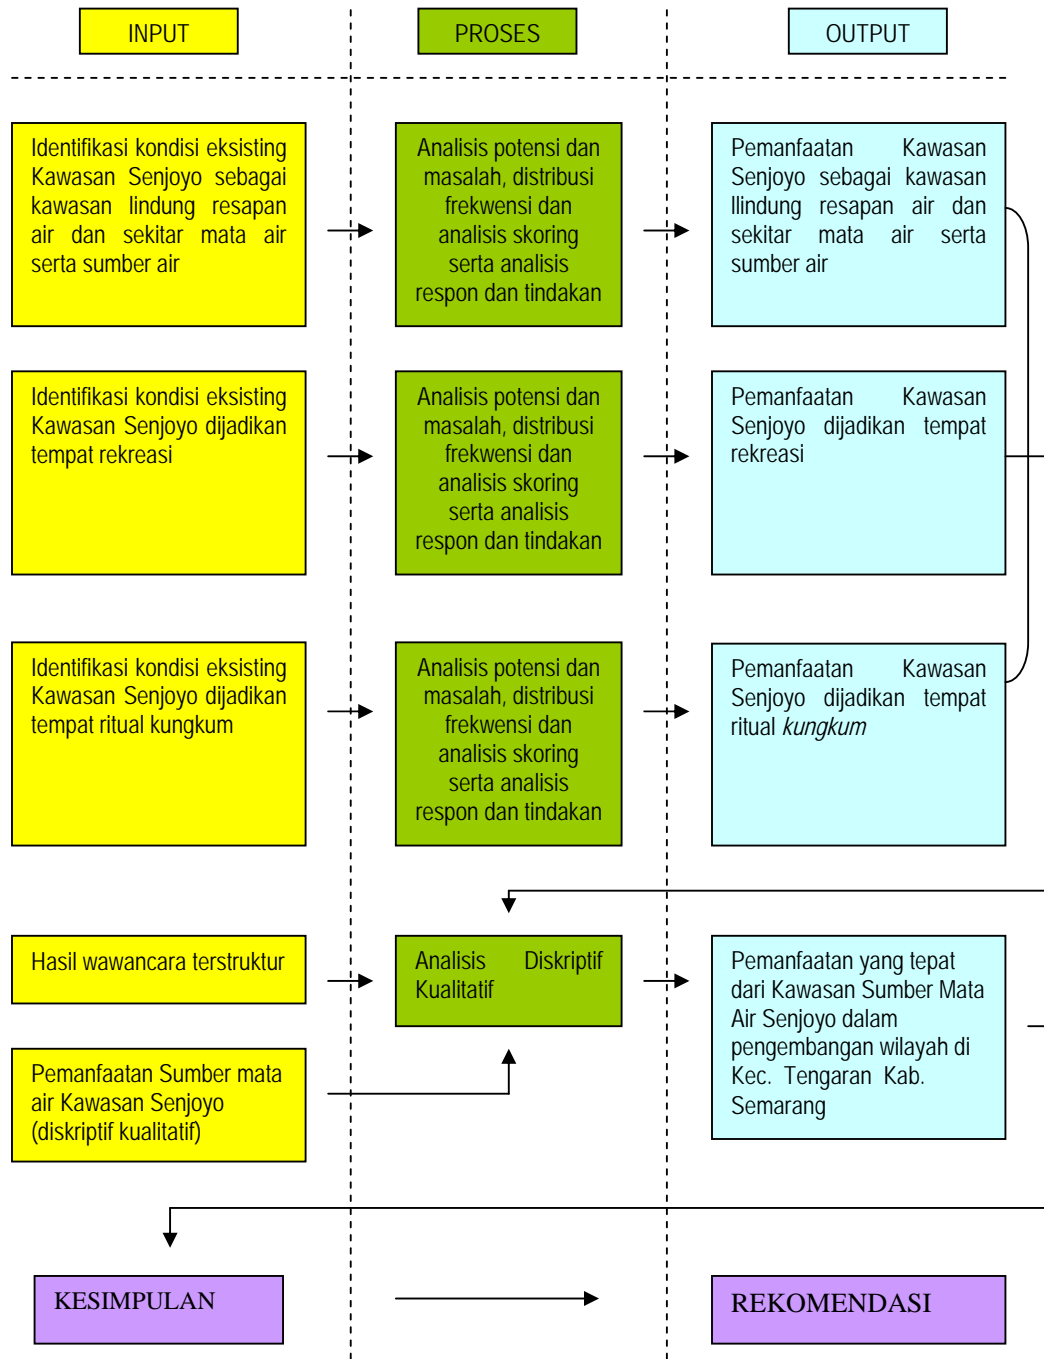 INPUT
PROSES
OUTPUT
Identifikasi kondisi eksisting
Kawasan Senjoyo sebagai
kawasan lindung resapan
air dan sekitar mata air
serta sumber air
Analisis potensi dan
masalah, distribusi
frekwensi dan
analisis skoring
serta analisis
respon dan tindakan
Pemanfaatan Kawasan
Senjoyo sebagai kawasan
llindung resapan air dan
sekitar mata air serta
sumber air
Identifikasi kondisi eksisting
Kawasan Senjoyo dijadikan
tempat rekreasi
Analisis potensi dan
masalah, distribusi
frekwensi dan
analisis skoring
serta analisis
respon dan tindakan
Pemanfaatan Kawasan
Senjoyo dijadikan tempat
rekreasi
Identifikasi kondisi eksisting
Kawasan Senjoyo dijadikan
tempat ritual kungkum
Analisis potensi dan
masalah, distribusi
frekwensi dan
analisis skoring
serta analisis
respon dan tindakan
Pemanfaatan Kawasan
Senjoyo dijadikan tempat
ritual kungkum
Hasil wawancara terstruktur
Analisis Diskriptif
Kualitatif
Pemanfaatan yang tepat
dari Kawasan Sumber Mata
Air Senjoyo dalam
pengembangan wilayah di
Kec. Tengaran Kab.
Semarang
Pemanfaatan Sumber mata
air Kawasan Senjoyo
(diskriptif kualitatif)
KESIMPULAN
REKOMENDASI